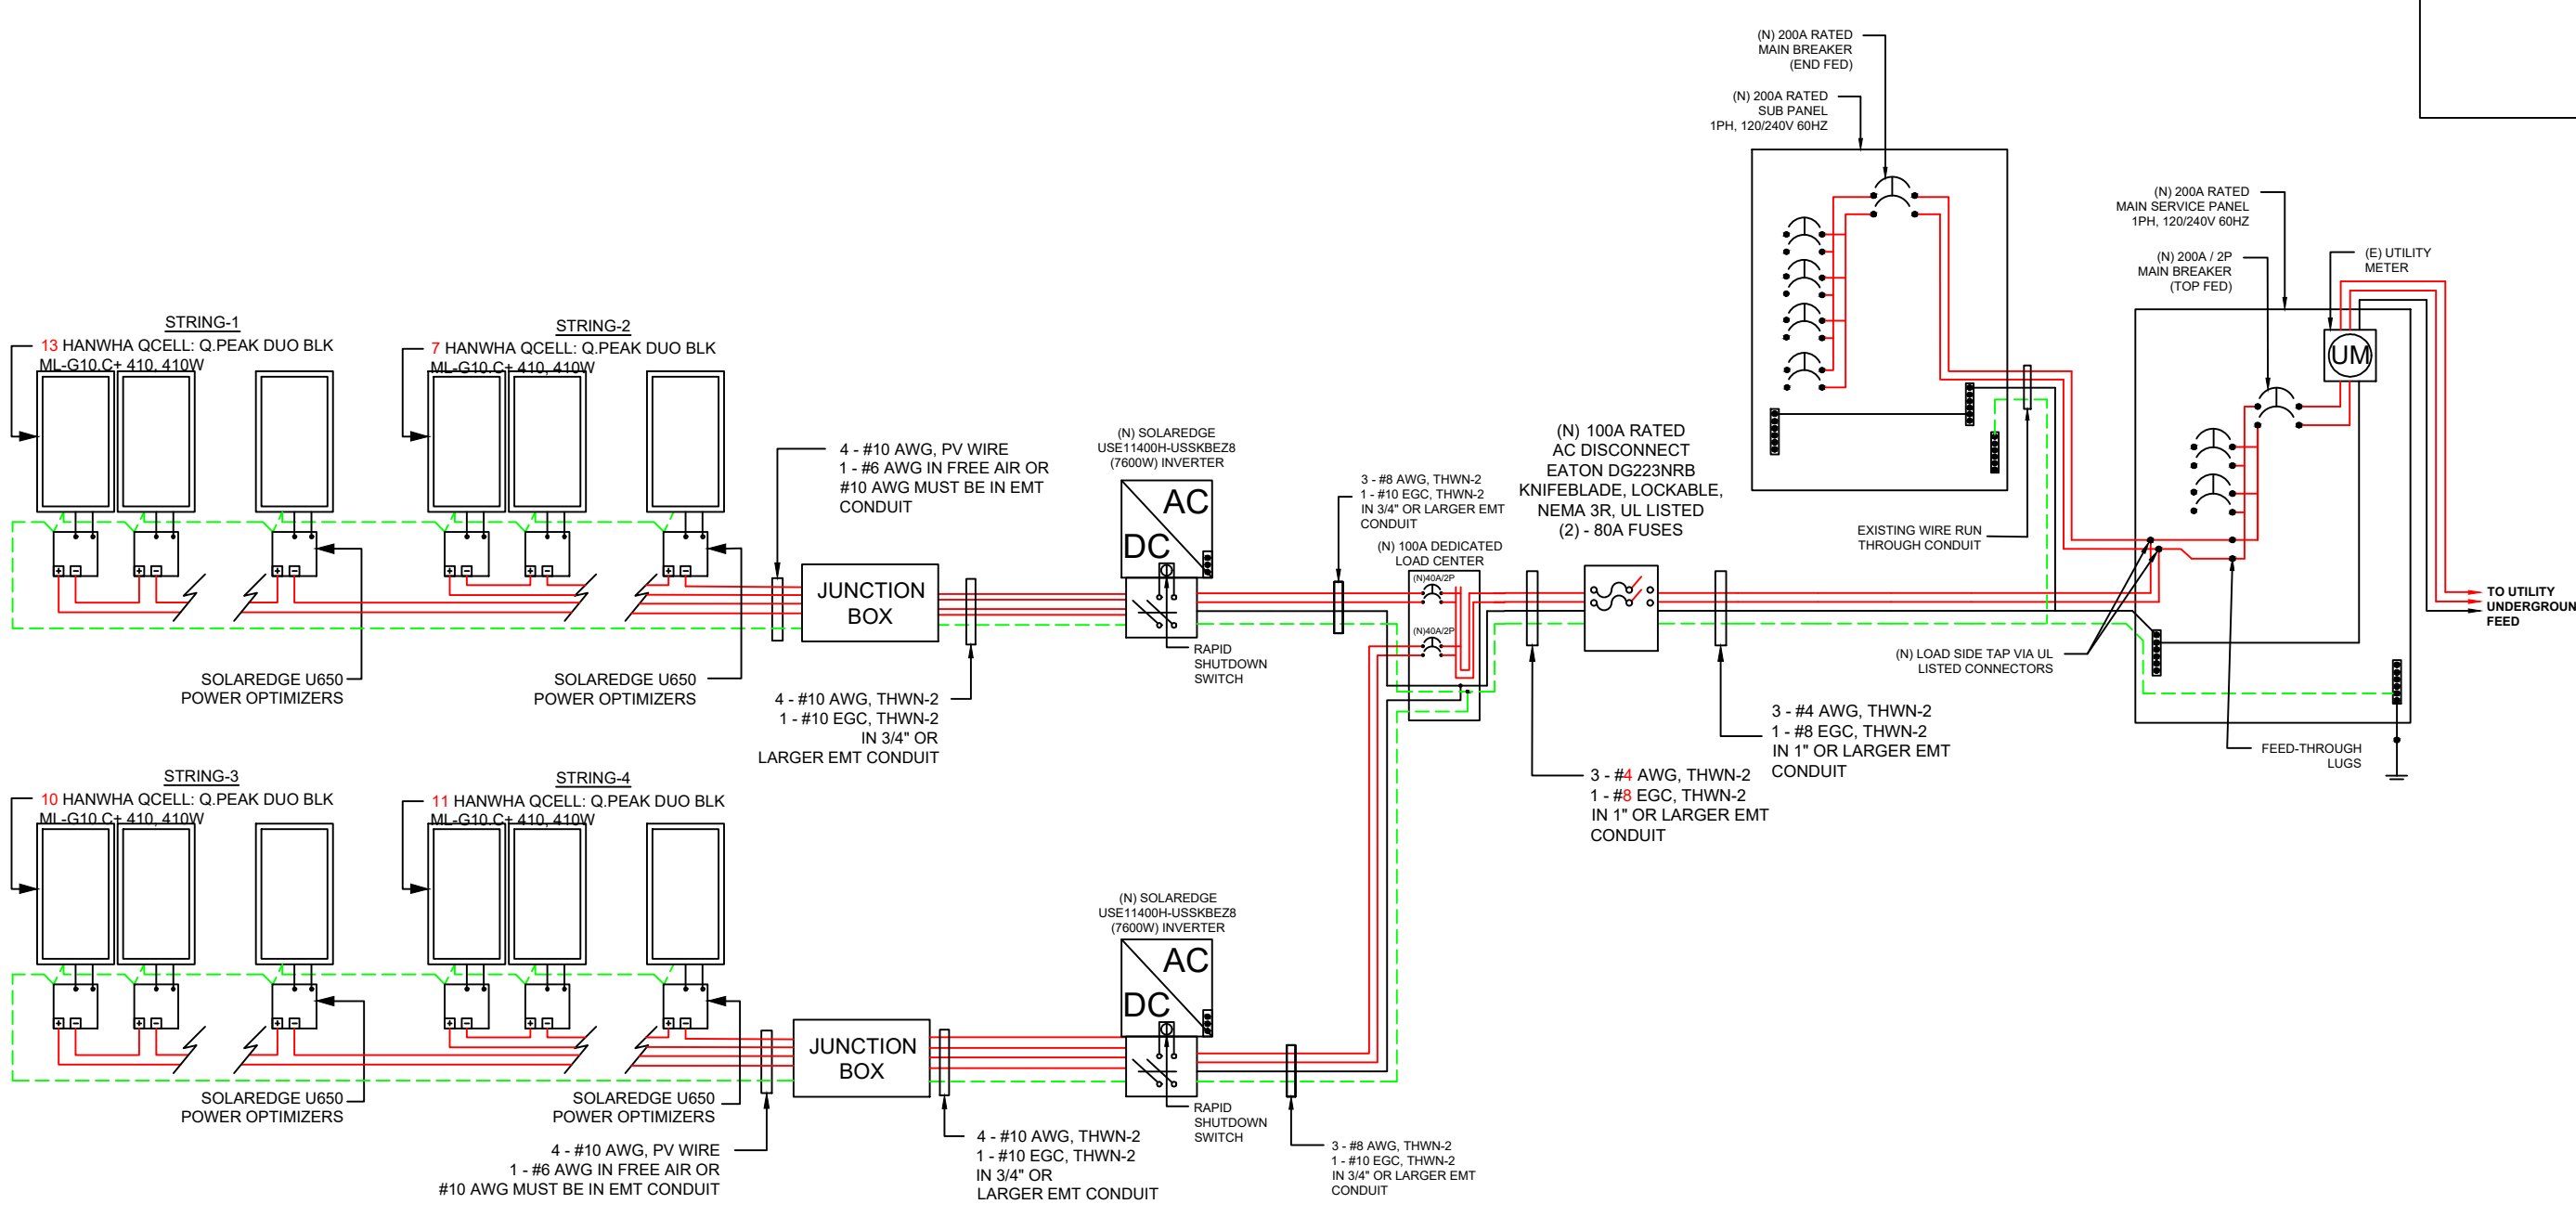 (N) 200A RATED
MAIN BREAKER
(END FED)
(N) 200A RATED
SUB PANEL
1PH, 120/240V 60HZ
(N) 200A RATED
MAIN SERVICE PANEL
1PH, 120/240V 60HZ
(N) 200A / 2P
MAIN BREAKER
(TOP FED)
(E) UTILITY
METER
UM
STRING-1
13 HANWHA QCELL: Q.PEAK DUO BLK
ML-G10.C+ 410, 410W
STRING-2
7 HANWHA QCELL: Q.PEAK DUO BLK
ML-G10.C+ 410, 410W
4 - #10 AWG, PV WIRE
1 - #6 AWG IN FREE AIR OR
#10 AWG MUST BE IN EMT
CONDUIT
(N) SOLAREDGE
USE11400H-USSKBEZ8
(7600W) INVERTER
AC
DC
3 - #8 AWG, THWN-2
1 - #10 EGC, THWN-2
IN 3/4" OR LARGER EMT
CONDUIT
(N) 100A DEDICATED
LOAD CENTER
(N)40A/2P
(N)40A/2P
(N) 100A RATED
AC DISCONNECT
EATON DG223NRB
KNIFEBLADE, LOCKABLE,
NEMA 3R, UL LISTED
(2) - 80A FUSES
EXISTING WIRE RUN
THROUGH CONDUIT
JUNCTION
BOX
RAPID
SHUTDOWN
SWITCH
SOLAREDGE U650
POWER OPTIMIZERS
SOLAREDGE U650
POWER OPTIMIZERS
4 - #10 AWG, THWN-2
1 - #10 EGC, THWN-2
IN 3/4" OR
LARGER EMT CONDUIT
TO UTILITY
UNDERGROUN
FEED
(N) LOAD SIDE TAP VIA UL
LISTED CONNECTORS
3 - #4 AWG, THWN-2
1 - #8 EGC, THWN-2
IN 1" OR LARGER EMT
CONDUIT
3 - #4 AWG, THWN-2
1 - #8 EGC, THWN-2
IN 1" OR LARGER EMT
CONDUIT
FEED-THROUGH
LUGS
STRING-3
10 HANWHA QCELL: Q.PEAK DUO BLK
ML-G10.C+ 410, 410W
STRING-4
11 HANWHA QCELL: Q.PEAK DUO BLK
ML-G10.C+ 410, 410W
(N) SOLAREDGE
USE11400H-USSKBEZ8
(7600W) INVERTER
AC
DC
JUNCTION
BOX
RAPID
SHUTDOWN
SWITCH
SOLAREDGE U650
POWER OPTIMIZERS
SOLAREDGE U650
POWER OPTIMIZERS
4 - #10 AWG, PV WIRE
1 - #6 AWG IN FREE AIR OR
#10 AWG MUST BE IN EMT CONDUIT
4 - #10 AWG, THWN-2
1 - #10 EGC, THWN-2
IN 3/4" OR
LARGER EMT CONDUIT
3 - #8 AWG, THWN-2
1 - #10 EGC, THWN-2
IN 3/4" OR LARGER EMT
CONDUIT